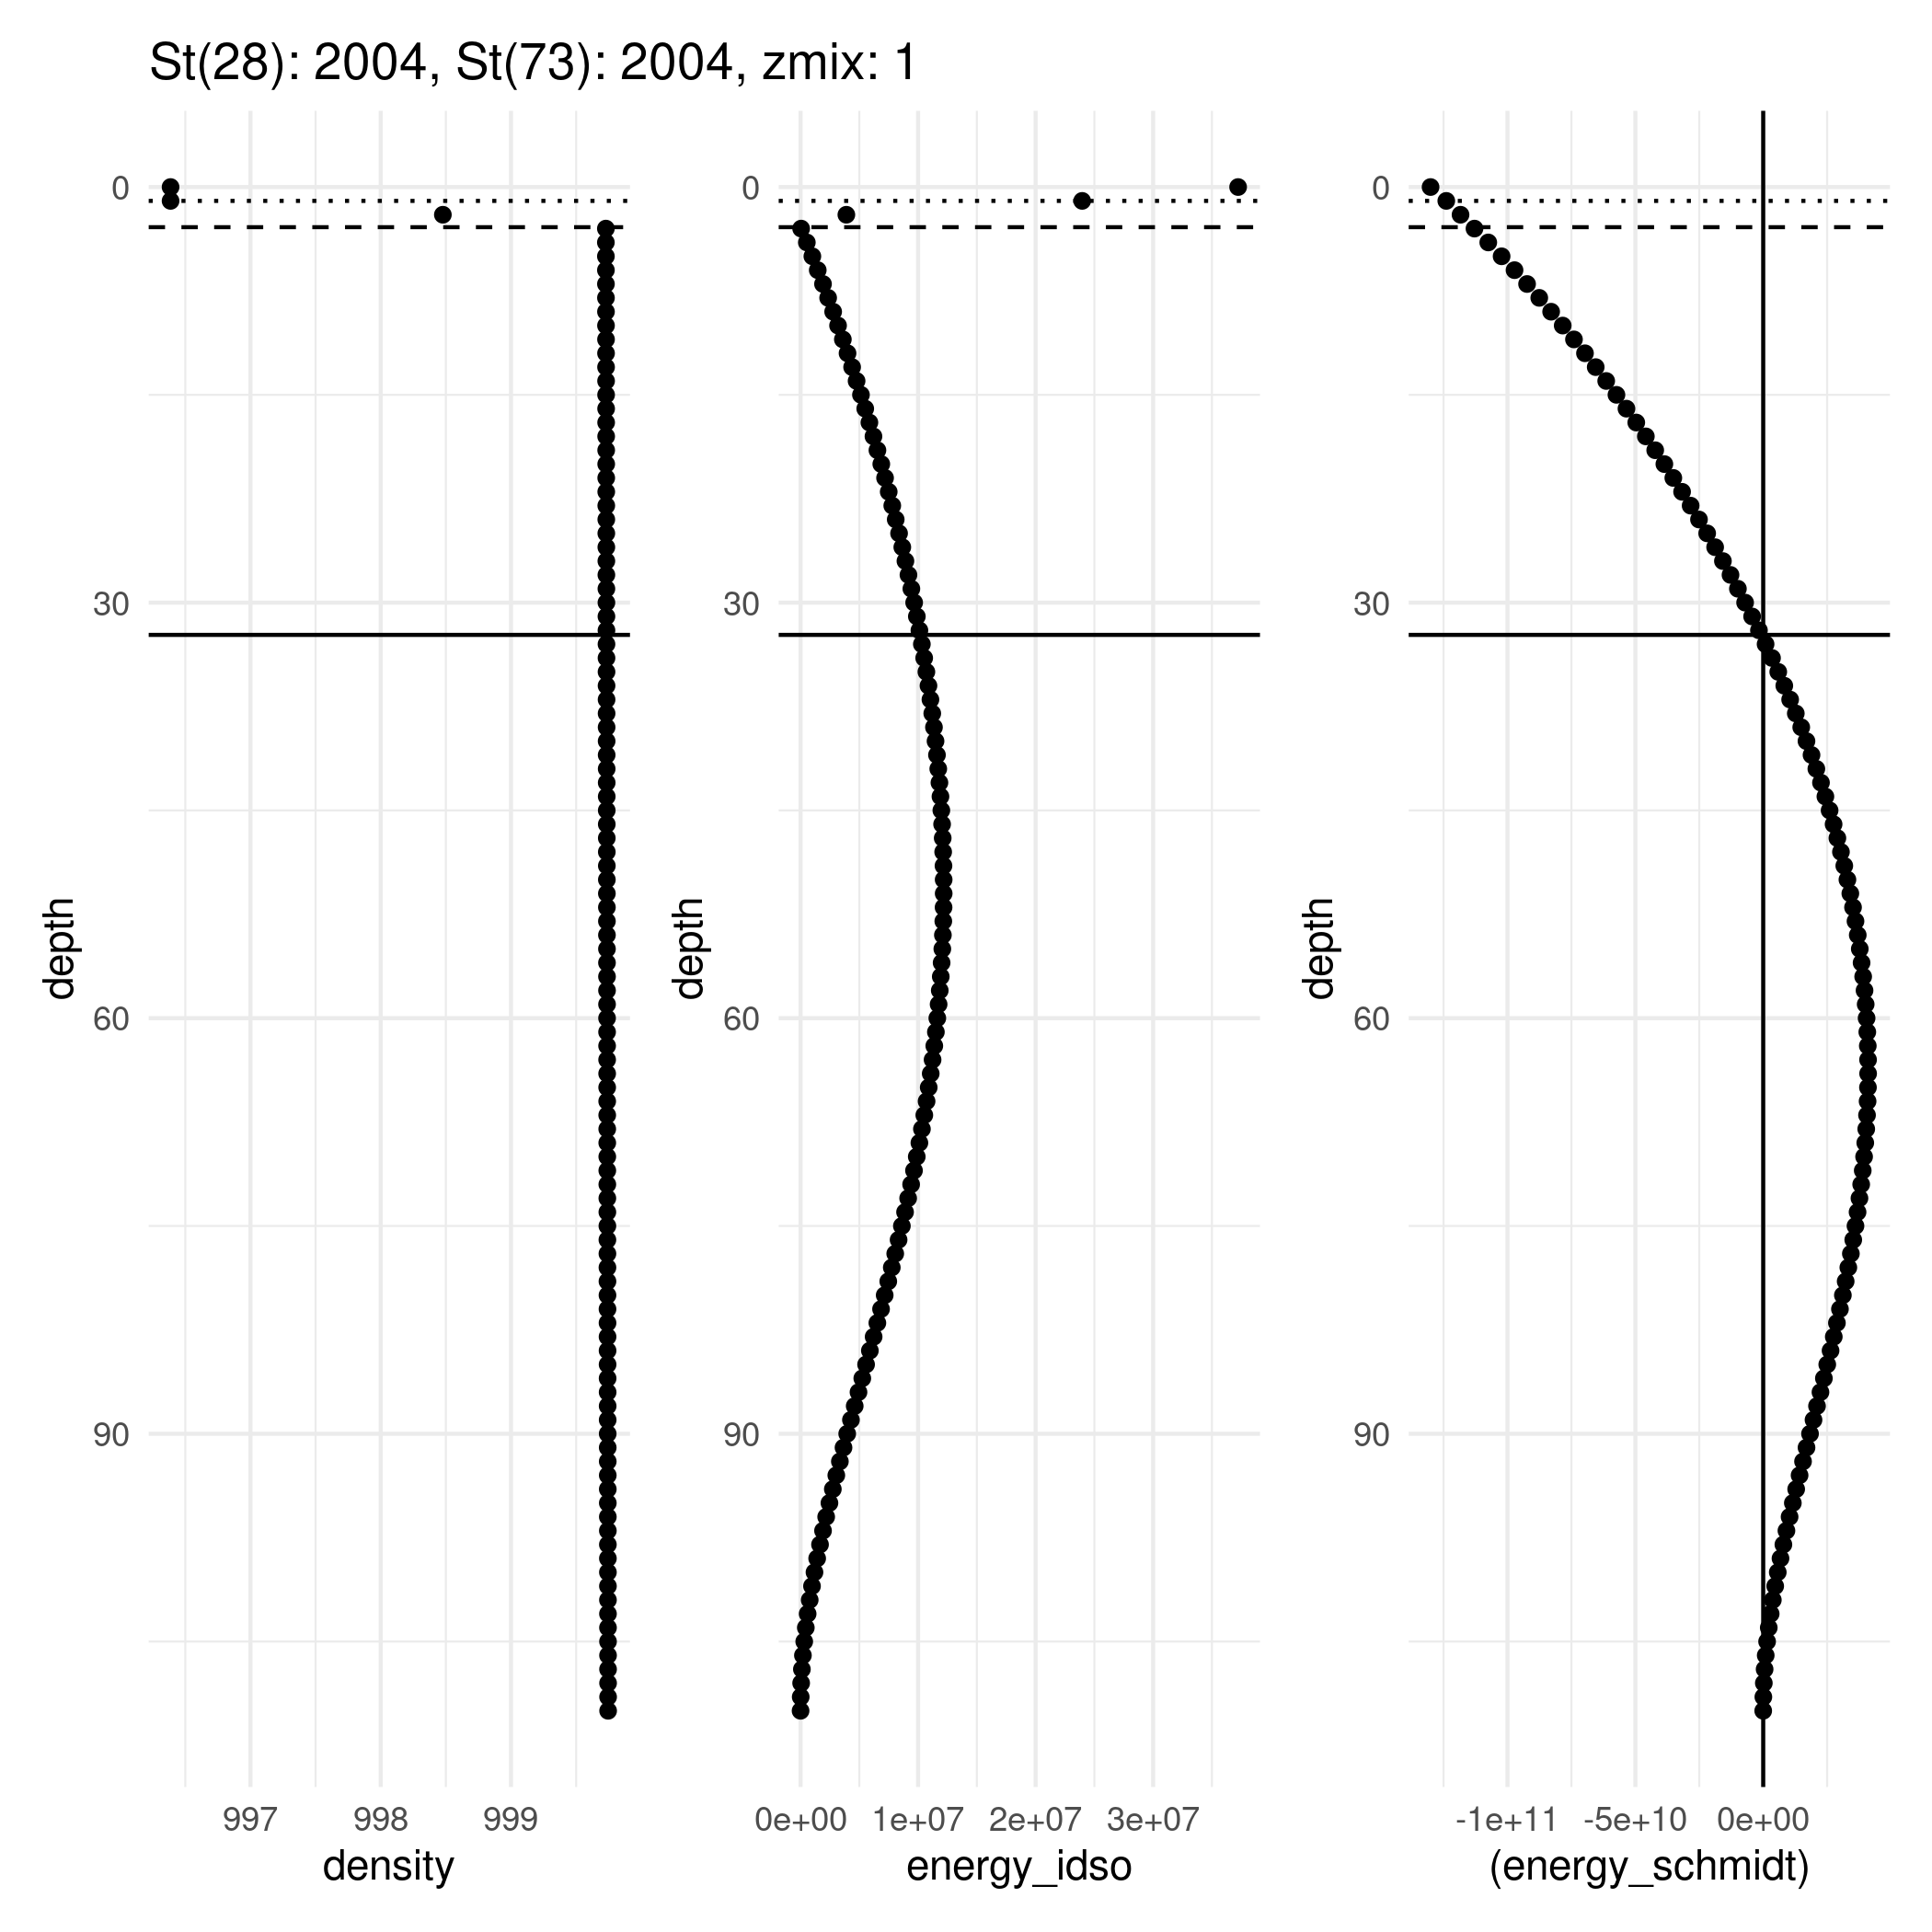 St(28): 2004, St(73): 2004, zmix: 1
0
30
60
90
depth
997 998 999
density
0
30
60
90
depth
0e+00 1e+07 2e+07 3e+07
energy_idso
0
30
60
90
depth
-1e+11 -5e+10 0e+00
(energy_schmidt)